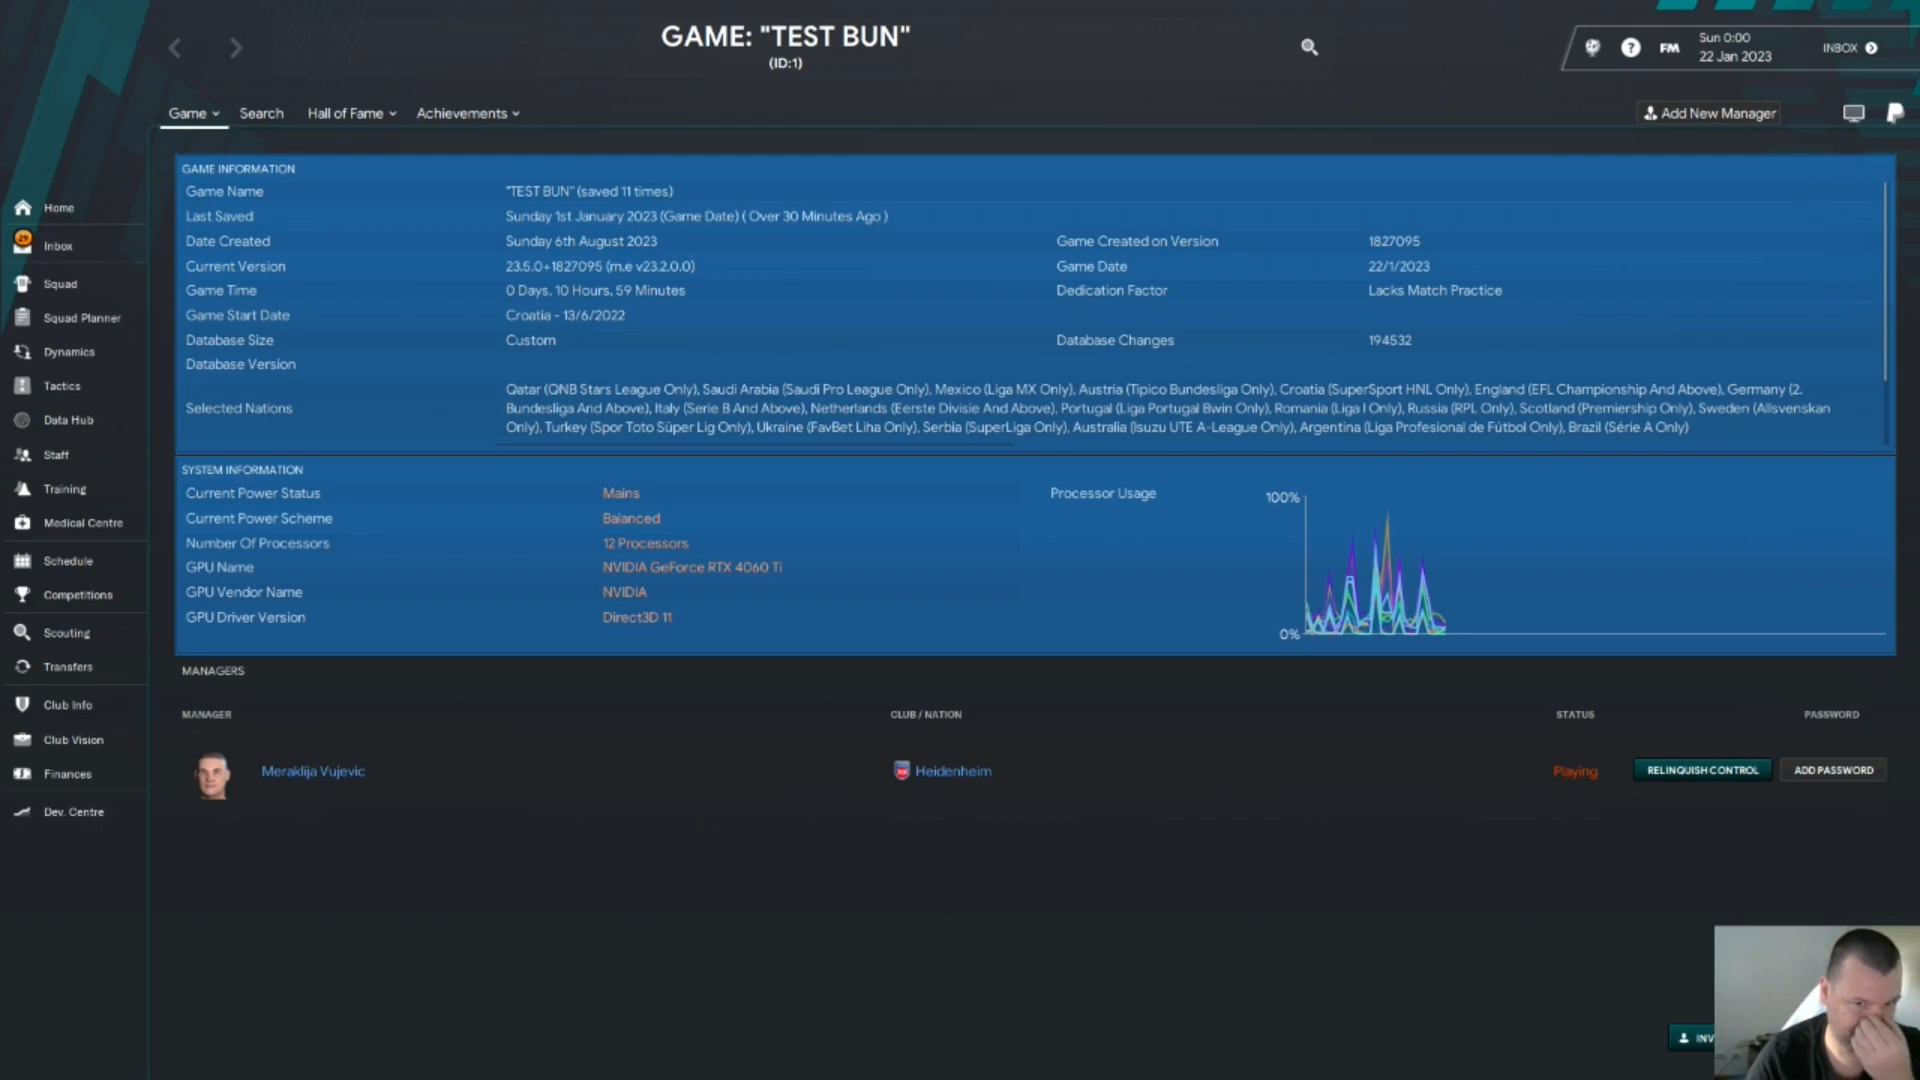 GAME: "TEST BUN"
(ID:1)
FM
Sun 0:00
22 Jan 2023
INBOX
Game
Search
Hall of Fame
Achievements
Add New Manager
Home
29
Inbox
Squad
Squad Planner
Dynamics
Tactics
Data Hub
Staff
Training
Medical Centre
Schedule
Competitions
Scouting
Transfers
Club Info
Club Vision
Finances
Dev. Centre
GAME INFORMATION
Game Name "TEST BUN" (saved 11 times)
Last Saved Sunday 1st January 2023 (Game Date) ( Over 30 Minutes Ago )
Date Created Sunday 6th August 2023 Game Created on Version 1827095
Current Version 23.5.0+1827095 (m.e v23.2.0.0) Game Date 22/1/2023
Game Time 0 Days, 10 Hours, 59 Minutes Dedication Factor Lacks Match Practice
Game Start Date Croatia - 13/6/2022
Database Size Custom Database Changes 194532
Database Version
Selected Nations
Qatar (QNB Stars League Only), Saudi Arabia (Saudi Pro League Only), Mexico (Liga MX Only), Austria (Tipico Bundesliga Only), Croatia (SuperSport HNL Only), England (EFL Championship And Above), Germany (2.
Bundesliga And Above), Italy (Serie B And Above), Netherlands (Eerste Divisie And Above), Portugal (Liga Portugal Bwin Only), Romania (Liga I Only), Russia (RPL Only), Scotland (Premiership Only), Sweden (Allsvenskan
Only), Turkey (Spor Toto Süper Lig Only), Ukraine (FavBet Liha Only), Serbia (SuperLiga Only), Australia (Isuzu UTE A-League Only), Argentina (Liga Profesional de Fútbol Only), Brazil (Série A Only)
SYSTEM INFORMATION
Current Power Status Mains Processor Usage
100%
0%
Current Power Scheme Balanced
Number Of Processors 12 Processors
GPU Name NVIDIA GeForce RTX 4060 Ti
GPU Vendor Name NVIDIA
GPU Driver Version Direct3D 11
MANAGERS
MANAGER CLUB / NATION STATUS PASSWORD
Meraklija Vujevic Heidenheim Playing RELINQUISH CONTROL ADD PASSWORD
INV